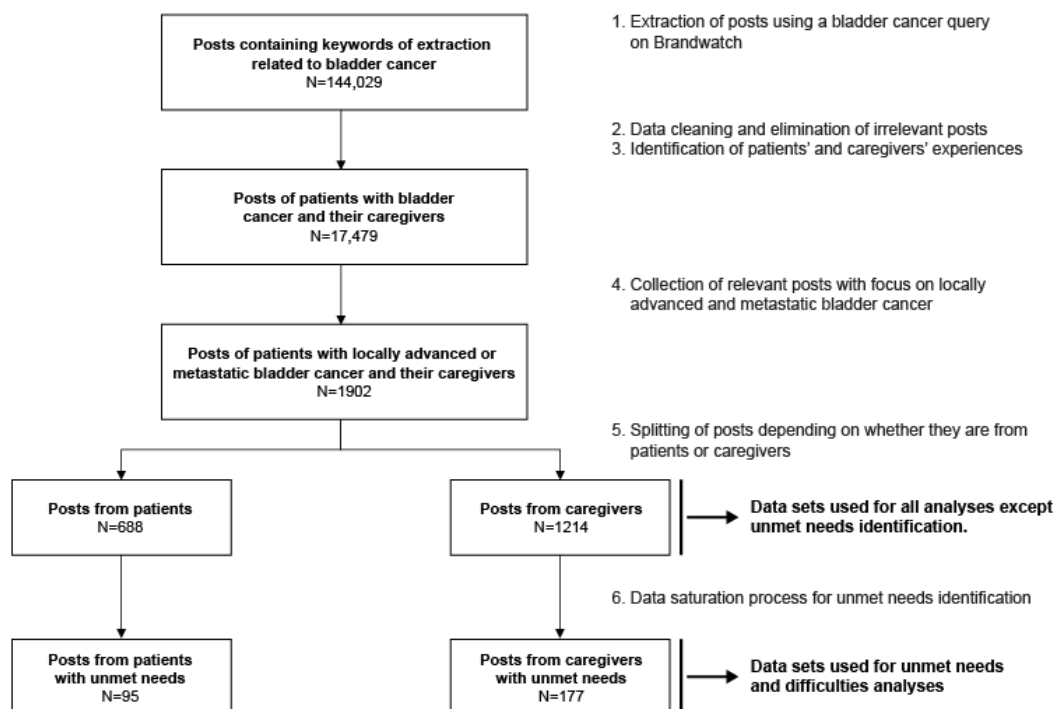 Posts containing keywords of extraction
related to bladder cancer
N=144,029
1. Extraction of posts using a bladder cancer query
on Brandwatch
2. Data cleaning and elimination of irrelevant posts
3. Identification of patients’ and caregivers’ experiences
Posts of patients with bladder
cancer and their caregivers
N=17,479
4. Collection of relevant posts with focus on locally
advanced and metastatic bladder cancer
Posts of patients with locally advanced or
metastatic bladder cancer and their caregivers
N=1902
5. Splitting of posts depending on whether they are from
patients or caregivers
Posts from patients
N=688
Posts from caregivers
N=1214
Data sets used for all analyses except
unmet needs identification.
6. Data saturation process for unmet needs identification
Posts from patients
with unmet needs
N=95
Posts from caregivers
with unmet needs
N=177
Data sets used for unmet needs
and difficulties analyses